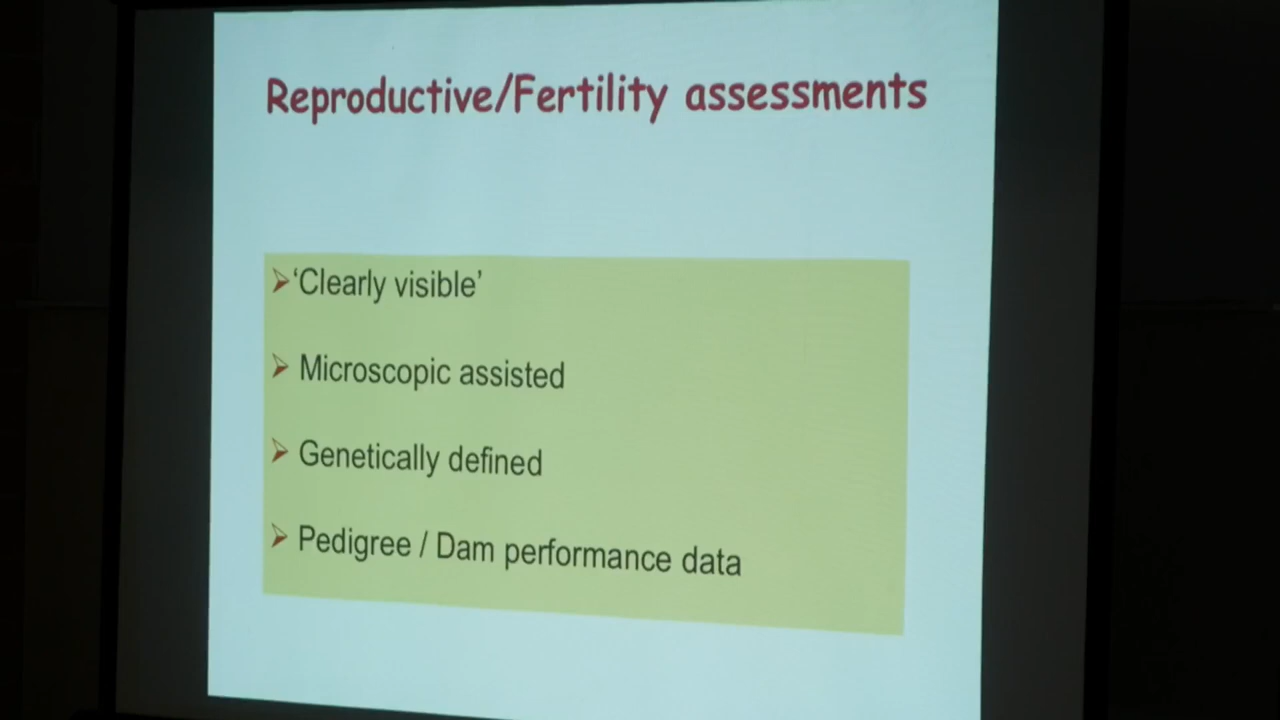 Reproductive/Fertility assessments
➢‘Clearly visible’
➢ Microscopic assisted
➢ Genetically defined
➢ Pedigree / Dam performance data